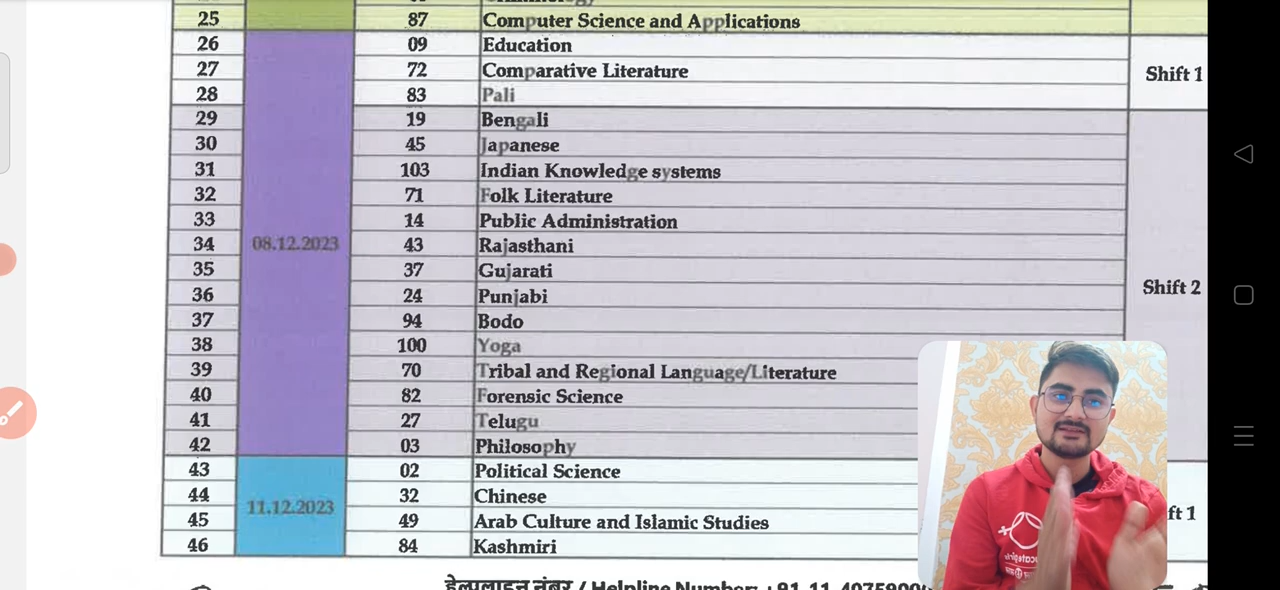 25 87 Computer Science and Applications
26 09 Education
27 72 Comparative Literature Shift 1
28 83 Pali
29 19 Bengali
30 45 Japanese
31 103 Indian Knowledge systems
32 71 Folk Literature
33 14 Public Administration
34 08.12.2023 43 Rajasthani
35 37 Gujarati
36 24 Punjabi Shift 2
37 94 Bodo
38 100 Yoga
39 70 Tribal and Regional Language/Literature
40 82 Forensic Science
41 27 Telugu
42 03 Philosophy
43 02 Political Science
44 32 Chinese
45 11.12.2023 49 Arab Culture and Islamic Studies ft 1
46 84 Kashmiri
हेल्पलाइन नंबर / Helpline Number: +91-11-4075900